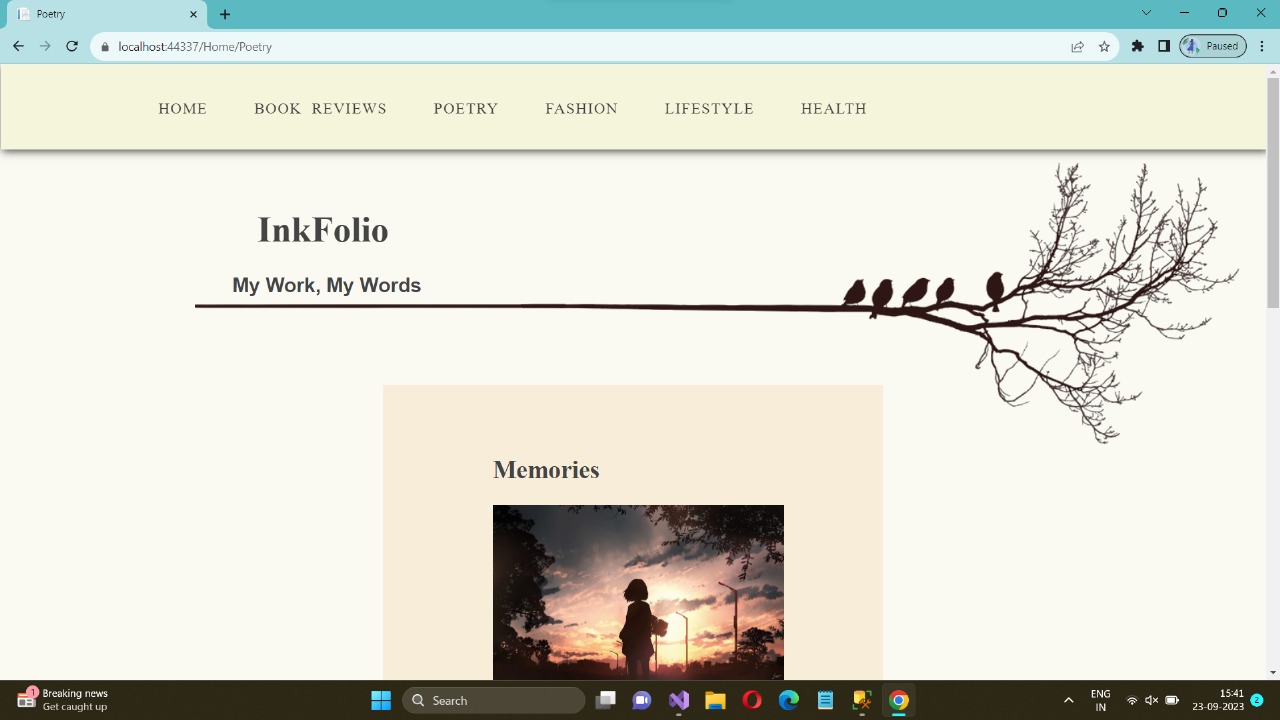 Poetry
localhost:44337/Home/Poetry
Paused
HOME BOOK REVIEWS POETRY FASHION LIFESTYLE HEALTH
InkFolio
My Work, My Words
Memories
1
Breaking news
Get caught up
Search
ENG
IN
15:41
23-09-2023
2